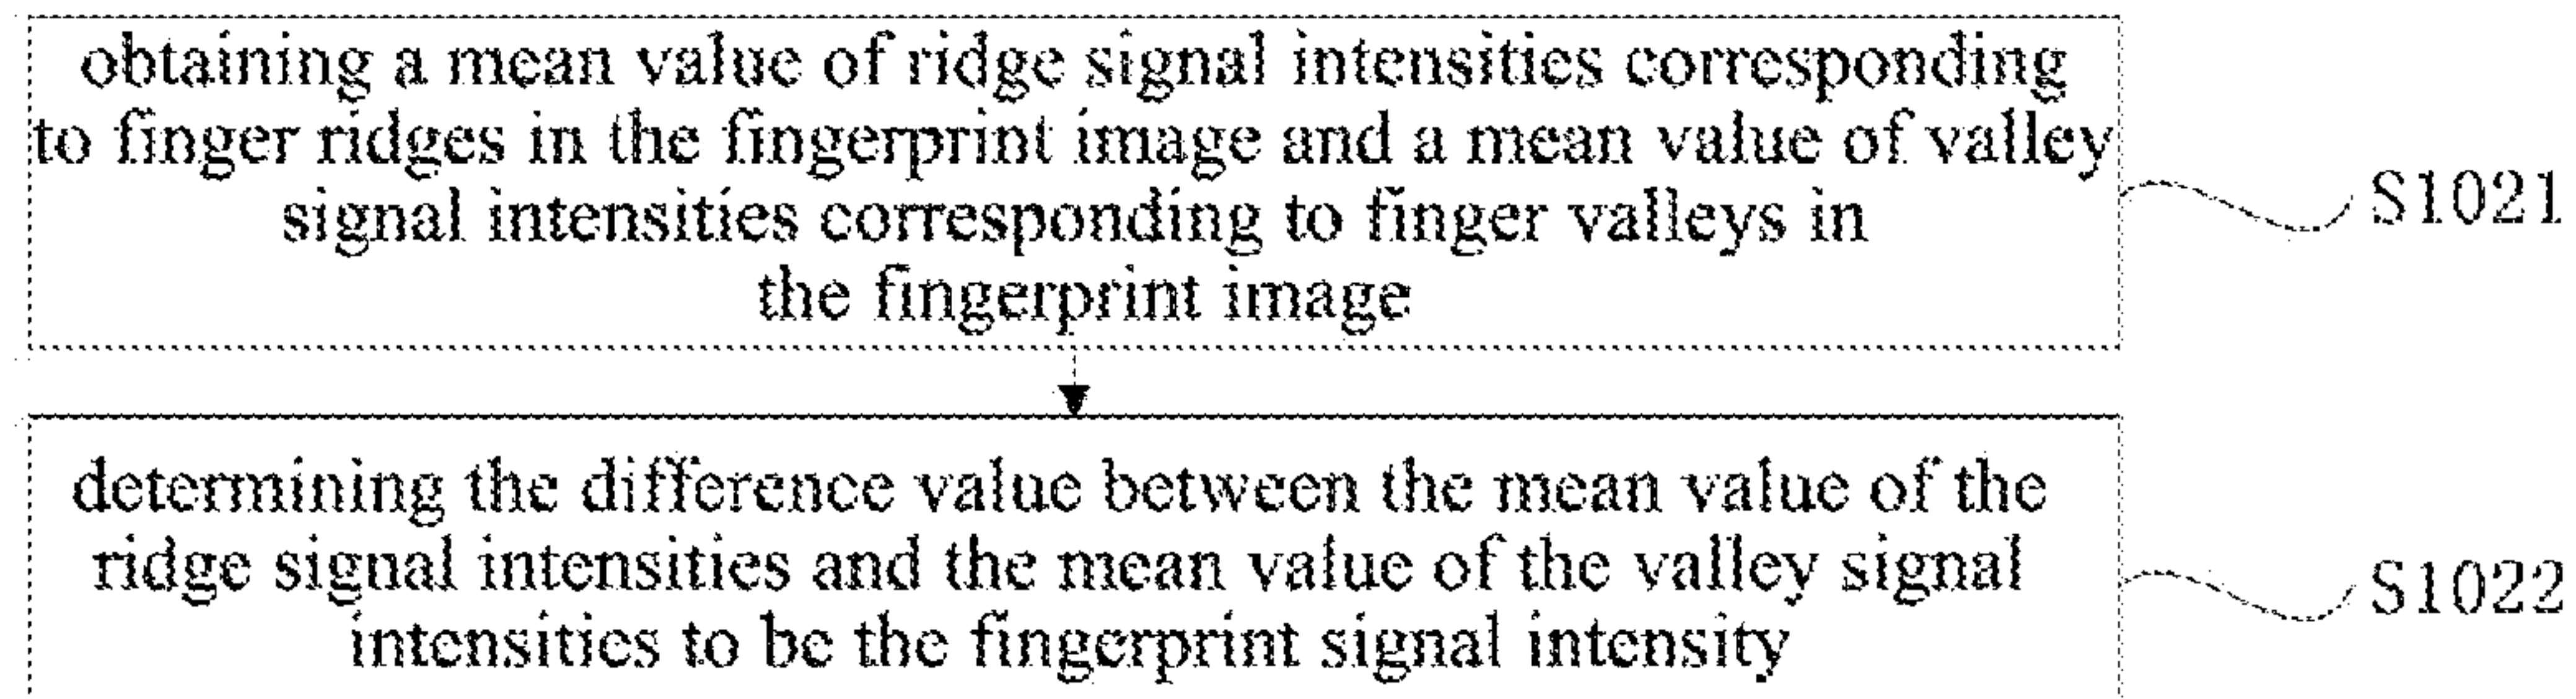 obtaining a mean value of ridge signal intensities corresponding
to finger ridges in the fingerprint image and a mean value of valley
signal intensities corresponding to finger valleys in
the fingerprint image
S1021
determining the difference value between the mean value of the
ridge signal intensities and the mean value of the valley signal
intensities to be the fingerprint signal intensity
S1022